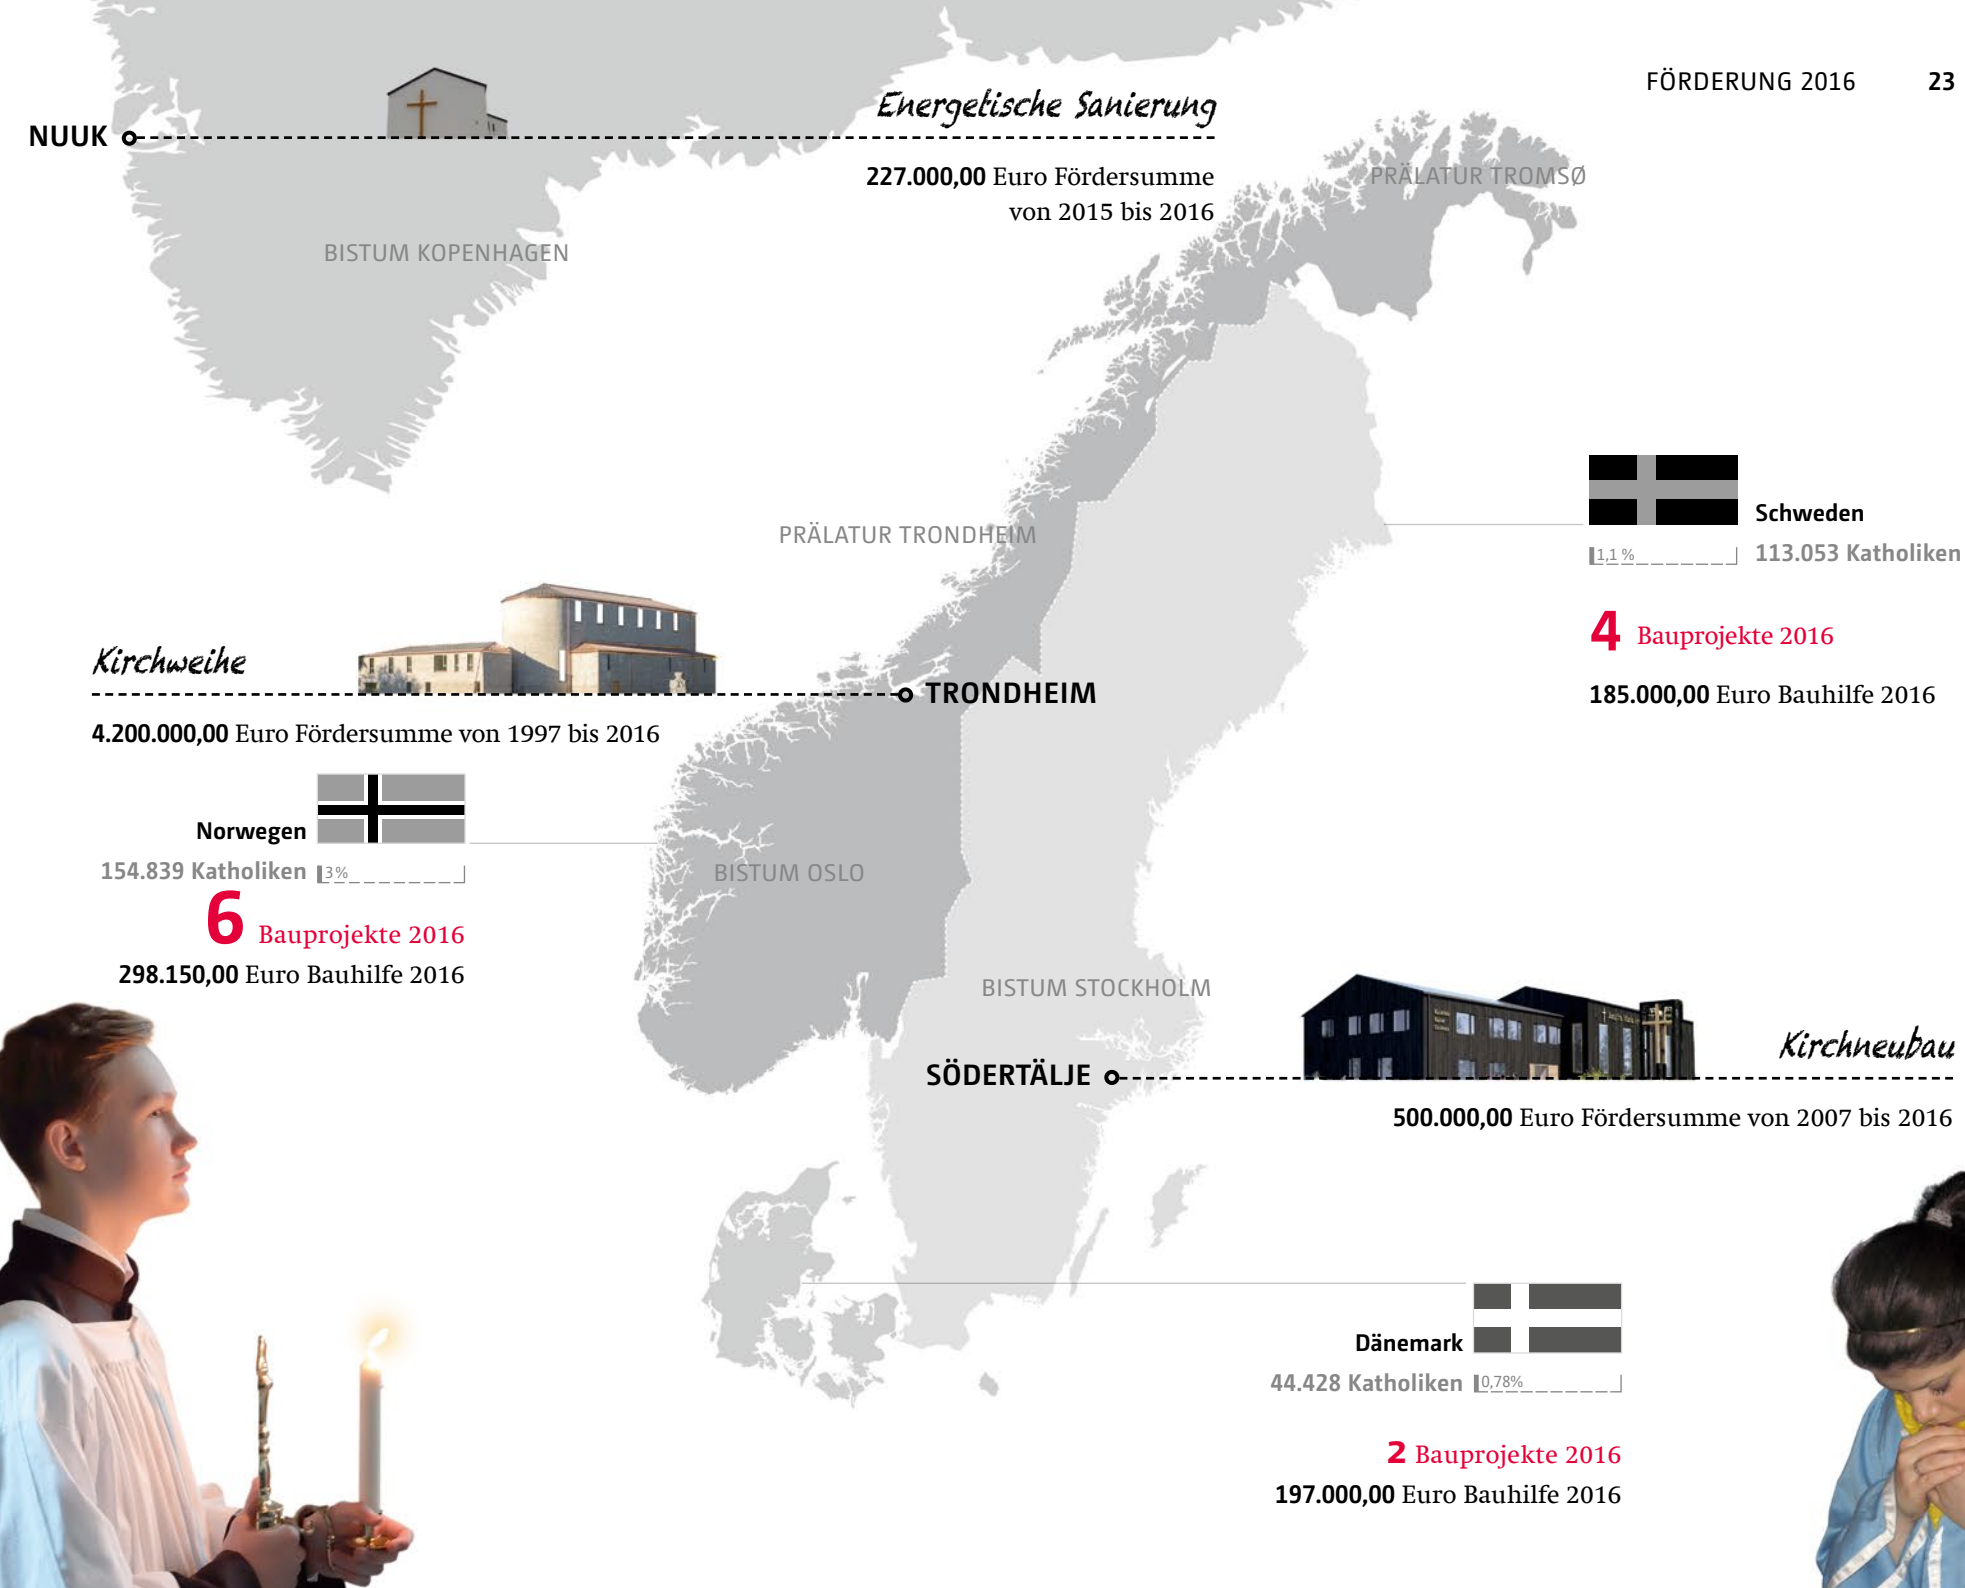 FÖRDERUNG 2016 23
NUUK
Energetische Sanierung
227.000,00 Euro Fördersumme
von 2015 bis 2016
PRÄLATUR TROMSØ
BISTUM KOPENHAGEN
Schweden
1,1 %
113.053 Katholiken
4 Bauprojekte 2016
185.000,00 Euro Bauhilfe 2016
PRÄLATUR TRONDHEIM
Kirchweihe
TRONDHEIM
4.200.000,00 Euro Fördersumme von 1997 bis 2016
Norwegen
154.839 Katholiken
3%
6 Bauprojekte 2016
298.150,00 Euro Bauhilfe 2016
BISTUM OSLO
BISTUM STOCKHOLM
SÖDERTÄLJE
Kirchneubau
500.000,00 Euro Fördersumme von 2007 bis 2016
Dänemark
44.428 Katholiken
0,78%
2 Bauprojekte 2016
197.000,00 Euro Bauhilfe 2016